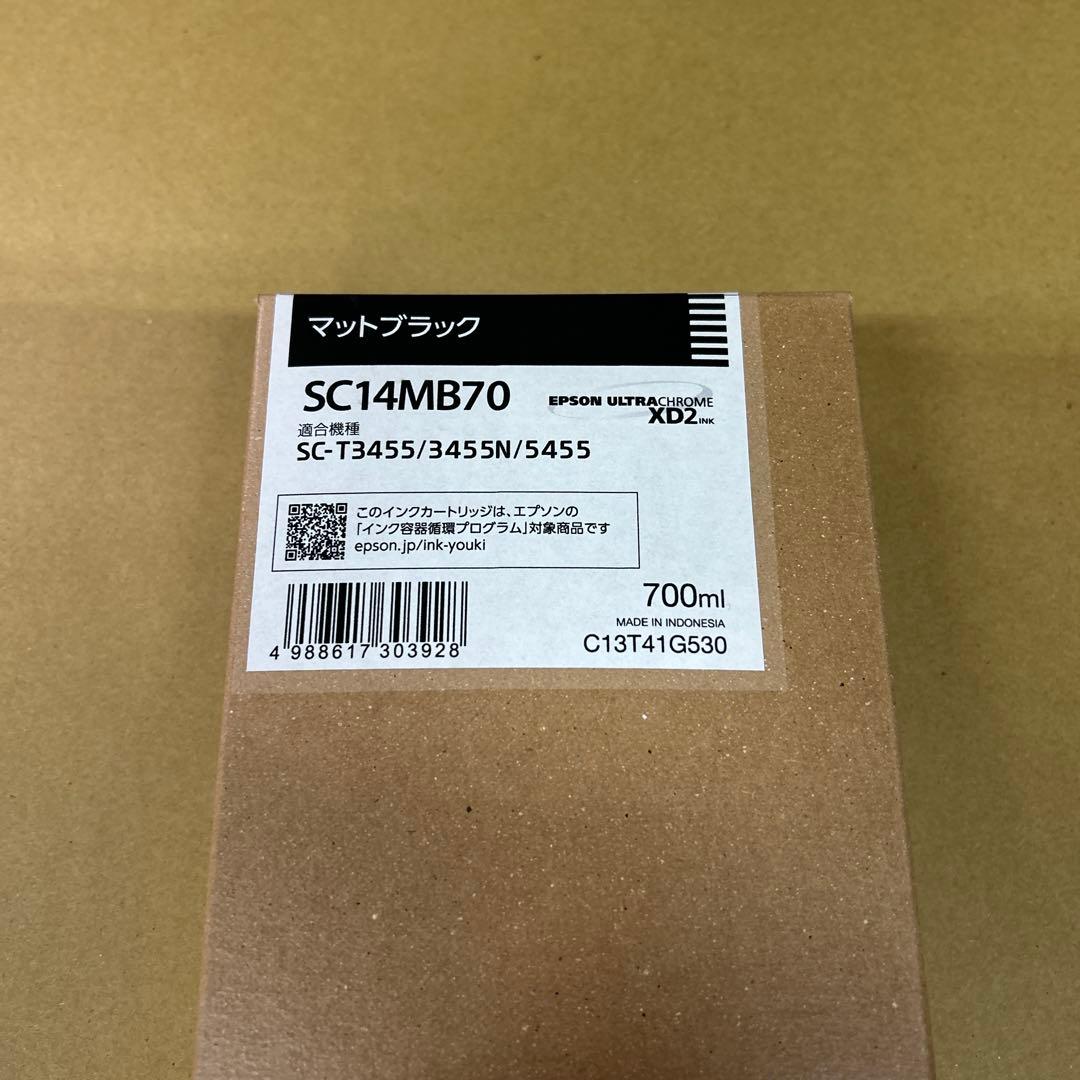 マットブラック
SC14MB70
EPSON ULTRACHROME
XD2 INK
適合機種
SC-T3455/3455N/5455
このインクカートリッジは、エプソンの
「インク容器循環プログラム」対象商品です
epson.jp/ink-youki
700ml
MADE IN INDONESIA
C13T41G530
4 988617 303928